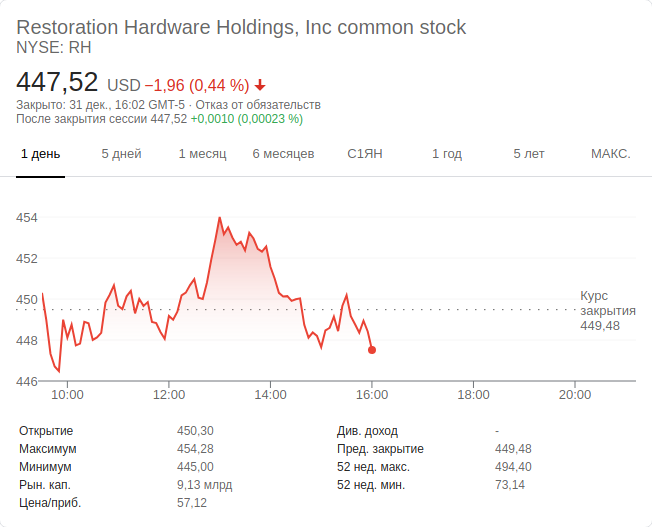 Restoration Hardware Holdings, Inc common stock
NYSE: RH
447,52 USD −1,96 (0,44 %)
Закрыто: 31 дек., 16:02 GMT-5 · Отказ от обязательств
После закрытия сессии 447,52 +0,0010 (0,00023 %)
1 день 5 дней 1 месяц 6 месяцев С1ЯН 1 год 5 лет МАКС.
454
452
450
448
446
Курс
закрытия
449,48
10:00 12:00 14:00 16:00 18:00 20:00
Открытие 450,30 Див. доход -
Максимум 454,28 Пред. закрытие 449,48
Минимум 445,00 52 нед. макс. 494,40
Рын. кап. 9,13 млрд 52 нед. мин. 73,14
Цена/приб. 57,12